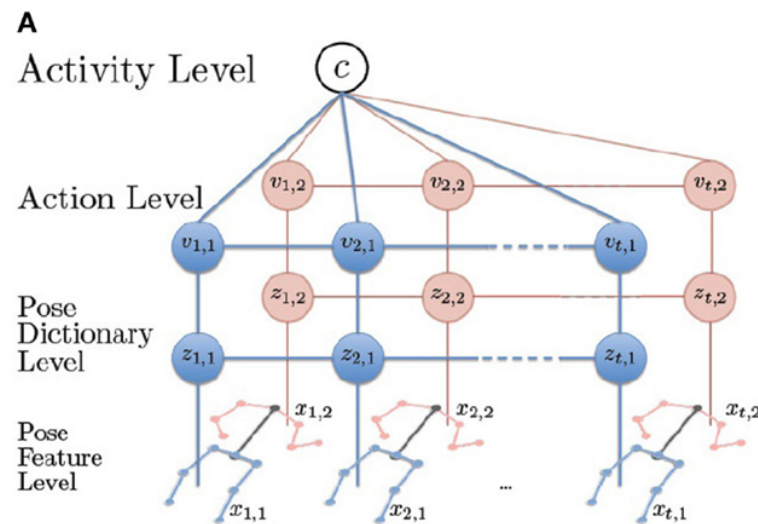 A
Activity Level
c
v1,2 v2,2 vt,2
Action Level
v1,1 v2,1 vt,1
z1,2 z2,2 zt,2
Pose
Dictionary
Level
z1,1 z2,1 zt,1
x1,2 x2,2 xt,2
Pose
Feature
Level
x1,1 x2,1 ... xt,1